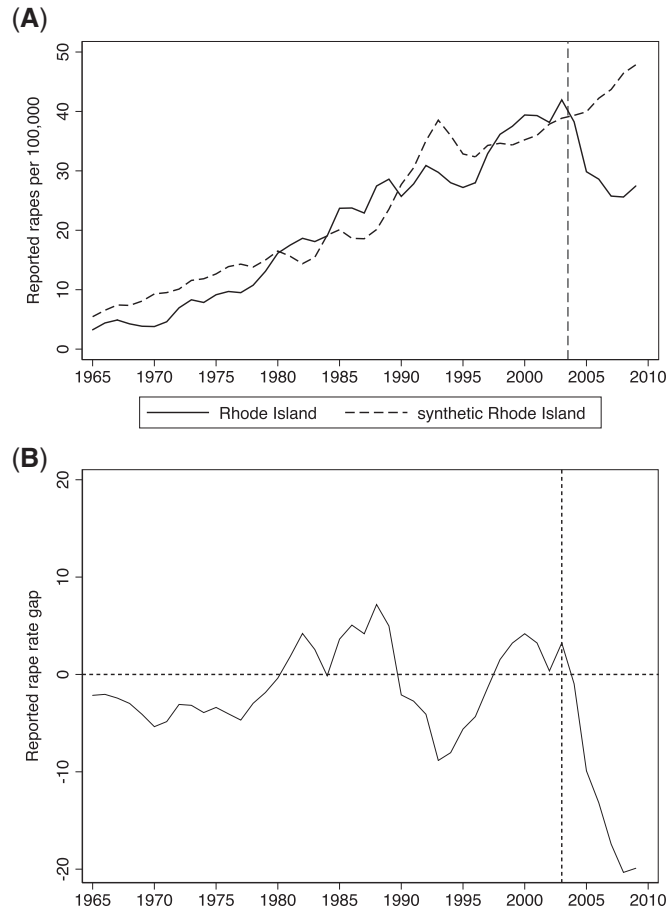 (A)
Reported rapes per 100,000
50
40
30
20
10
0
1965 1970 1975 1980 1985 1990 1995 2000 2005 2010
Rhode Island synthetic Rhode Island
(B)
Reported rape rate gap
20
10
0
-10
-20
1965 1970 1975 1980 1985 1990 1995 2000 2005 2010